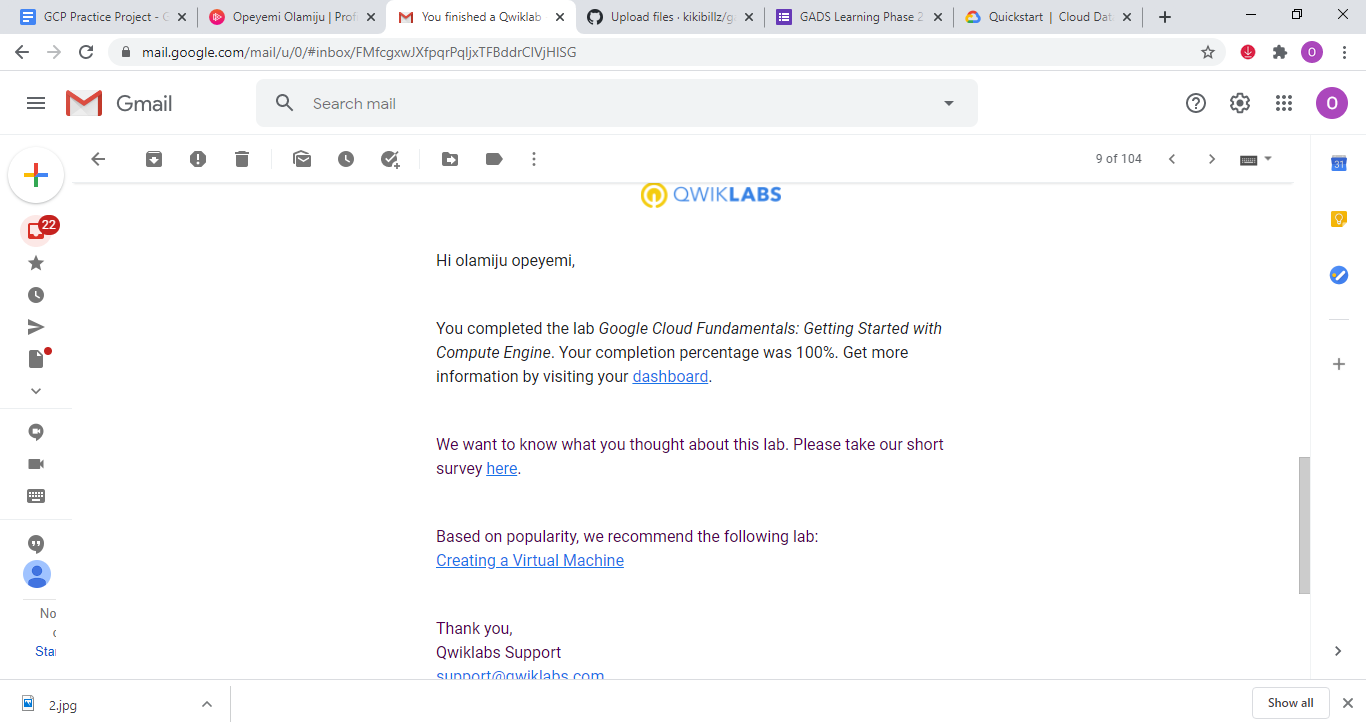 GCP Practice Project - G
Opeyemi Olamiju | Prof
You finished a Qwiklab
Upload files · kikibillz/g
GADS Learning Phase 2
Quickstart | Cloud Dat
mail.google.com/mail/u/0/#inbox/FMfcgxwJXfpqrPqljxTFBddrClVjHlSG
O
Gmail
Search mail
O
9 of 104
31
22
QWIKLABS
Hi olamiju opeyemi,
You completed the lab Google Cloud Fundamentals: Getting Started with
Compute Engine. Your completion percentage was 100%. Get more
information by visiting your dashboard.
We want to know what you thought about this lab. Please take our short
survey here.
Based on popularity, we recommend the following lab:
Creating a Virtual Machine
Thank you,
Qwiklabs Support
support@qwiklabs.com
No
c
Star
2.jpg
Show all